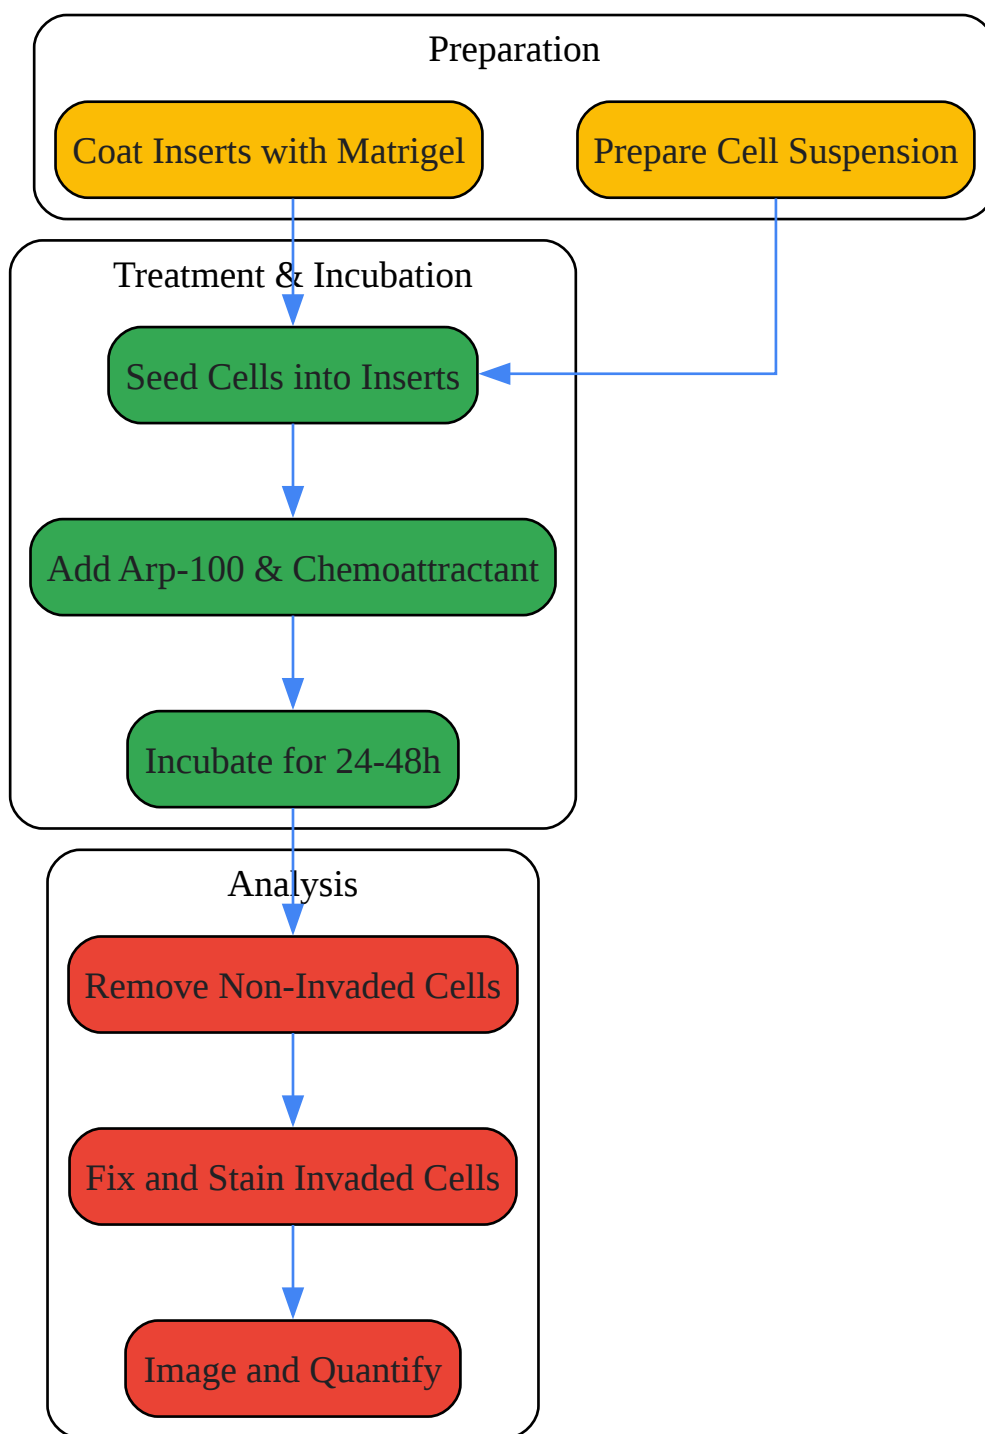 Preparation
Coat Inserts with Matrigel
Prepare Cell Suspension
Treatment & Incubation
Seed Cells into Inserts
Add Arp-100 & Chemoattractant
Incubate for 24-48h
Analysis
Remove Non-Invaded Cells
Fix and Stain Invaded Cells
Image and Quantify